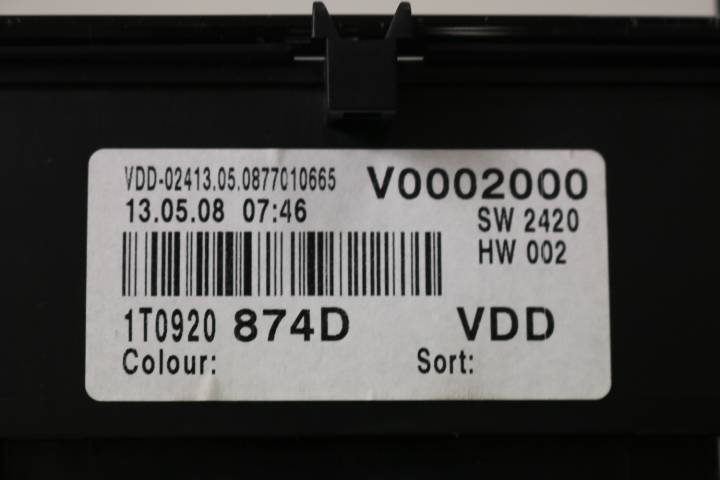 VDD-02413.05.0877010665 V0002000
13.05.08 07:46 SW 2420
HW 002
1T0920 874D VDD
Colour: Sort: